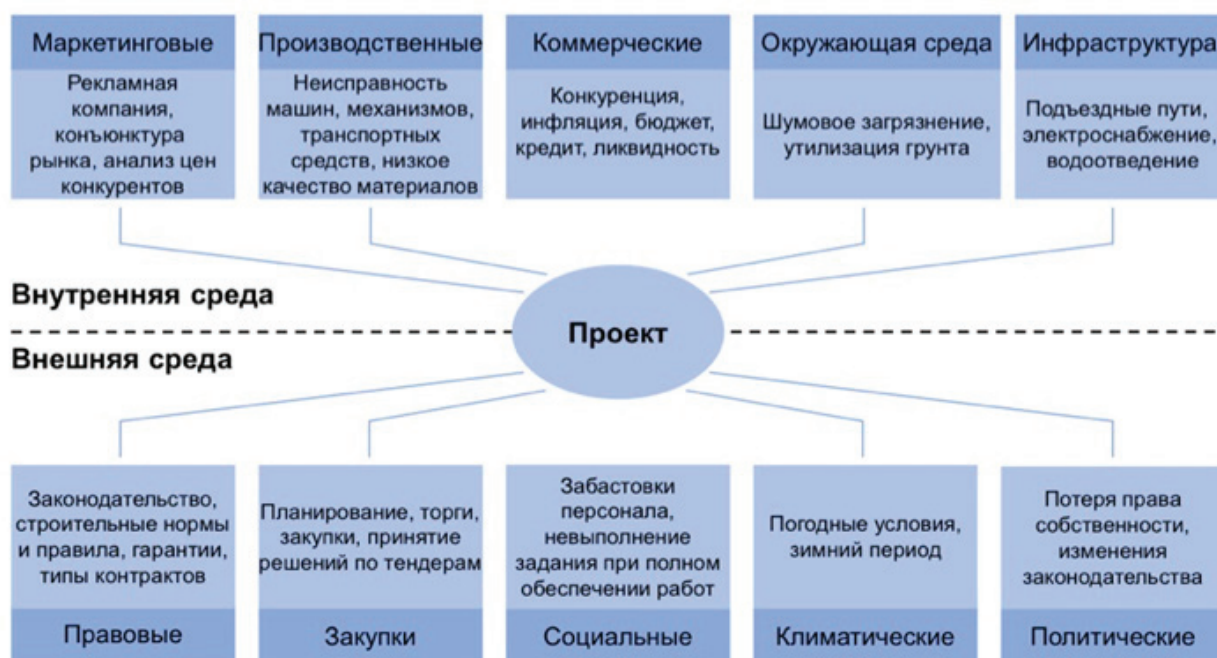 Маркетинговые
Рекламная
компания,
конъюнктура
рынка, анализ цен
конкурентов
Производственные
Неисправность
машин, механизмов,
транспортных
средств, низкое
качество материалов
Коммерческие
Конкуренция,
инфляция, бюджет,
кредит, ликвидность
Окружающая среда
Шумовое загрязнение,
утилизация грунта
Инфраструктура
Подъездные пути,
электроснабжение,
водоотведение
Внутренняя среда
Проект
Внешняя среда
Законодательство,
строительные нормы
и правила, гарантии,
типы контрактов
Правовые
Планирование, торги,
закупки, принятие
решений по тендерам
Закупки
Забастовки
персонала,
невыполнение
задания при полном
обеспечении работ
Социальные
Погодные условия,
зимний период
Климатические
Потеря права
собственности,
изменения
законодательства
Политические